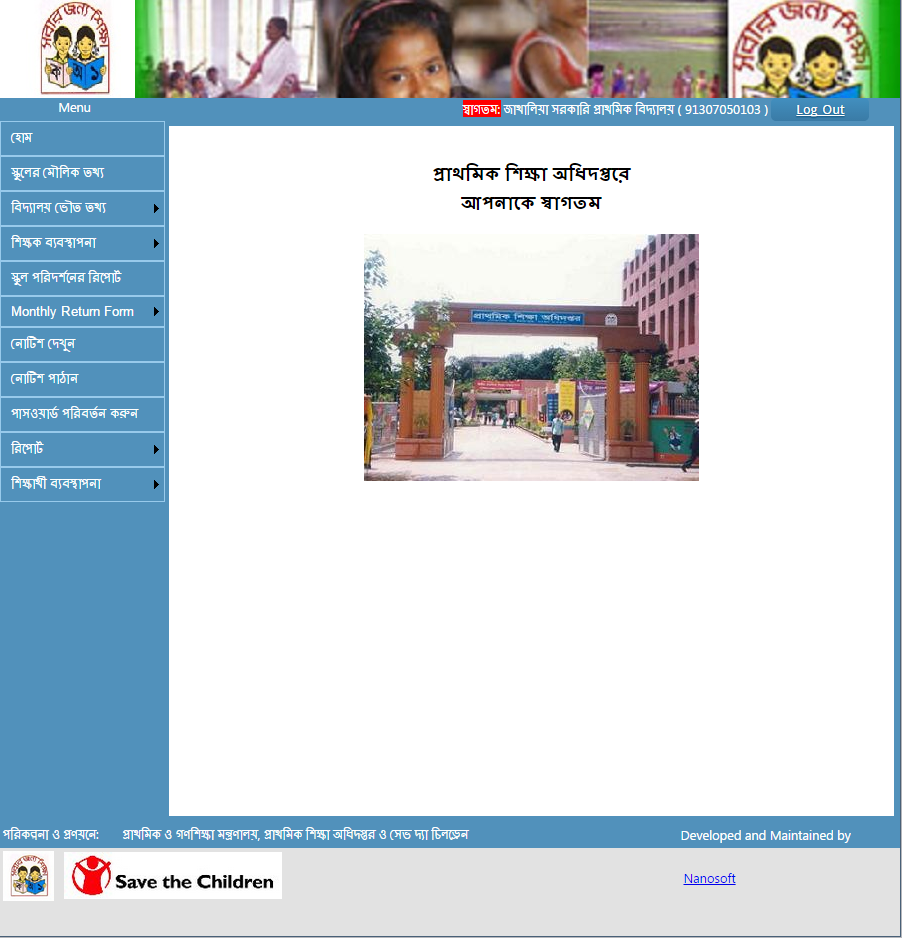 সবার জন্য শিক্ষা
সবার জন্য শিক্ষা
Menu
স্বাগতম: জাখালিয়া সরকারি প্রাথমিক বিদ্যালয় ( 91307050103 )
Log Out
হোম
স্কুলের মৌলিক তথ্য
বিদ্যালয় ভৌত তথ্য
শিক্ষক ব্যবস্থাপনা
স্কুল পরিদর্শনের রিপোর্ট
Monthly Return Form
নোটিশ দেখুন
নোটিশ পাঠান
পাসওয়ার্ড পরিবর্তন করুন
রিপোর্ট
শিক্ষার্থী ব্যবস্থাপনা
প্রাথমিক শিক্ষা অধিদপ্তরে
আপনাকে স্বাগতম
প্রাথমিক শিক্ষা অধিদপ্তর
পরিকল্পনা ও প্রণয়নে: প্রাথমিক ও গণশিক্ষা মন্ত্রণালয়, প্রাথমিক শিক্ষা অধিদপ্তর ও সেভ দ্যা চিলড্রেন
Developed and Maintained by
Save the Children
Nanosoft